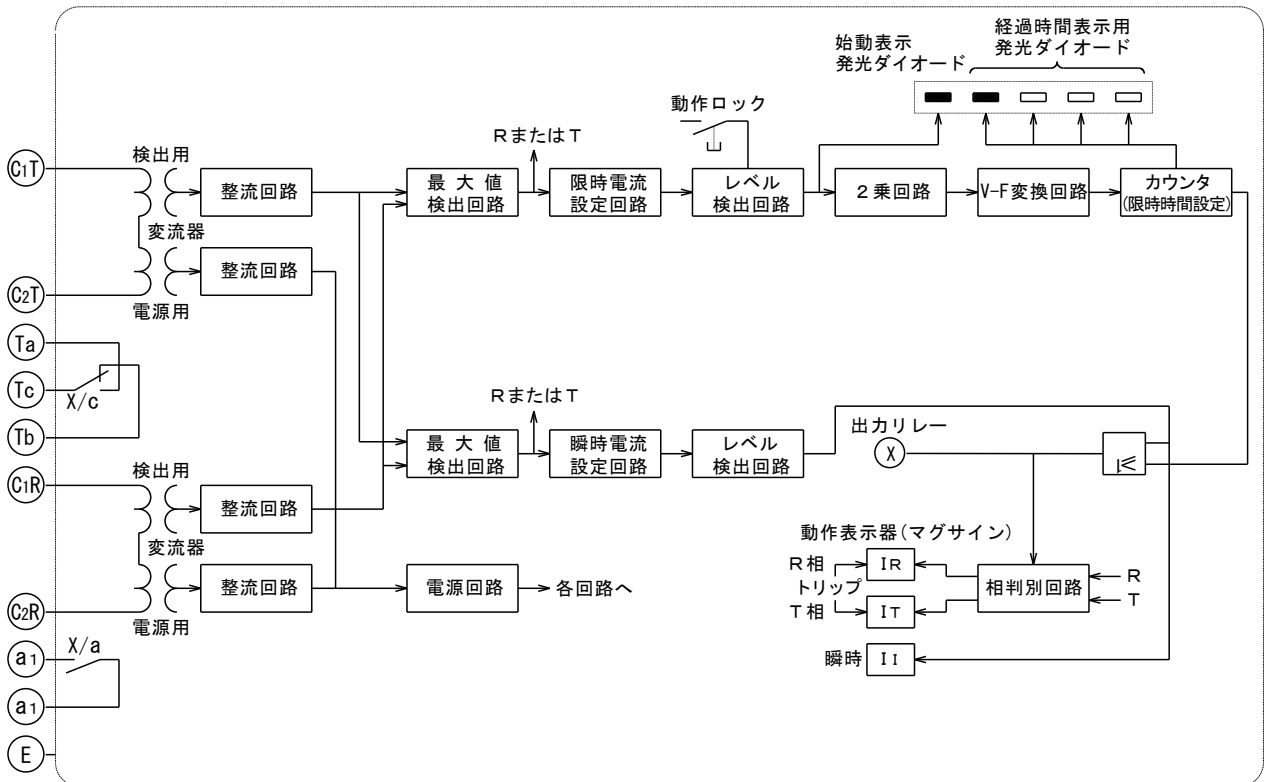 経過時間表示用
発光ダイオード
始動表示
発光ダイオード
動作ロック
RまたはT
C1T
検出用
整流回路
最大値
検出回路
限時電流
設定回路
レベル
検出回路
2乗回路
V-F変換回路
カウンタ
(限時時間設定)
変流器
整流回路
C2T
電源用
Ta
Tc
X/c
Tb
RまたはT
最大値
検出回路
瞬時電流
設定回路
レベル
検出回路
出力リレー
X
≥1
C1R
検出用
整流回路
変流器
整流回路
電源回路
各回路へ
C2R
電源用
動作表示器(マグサイン)
R相
IR
トリップ
T相
IT
相判別回路
R
T
瞬時
II
a1
X/a
a1
E